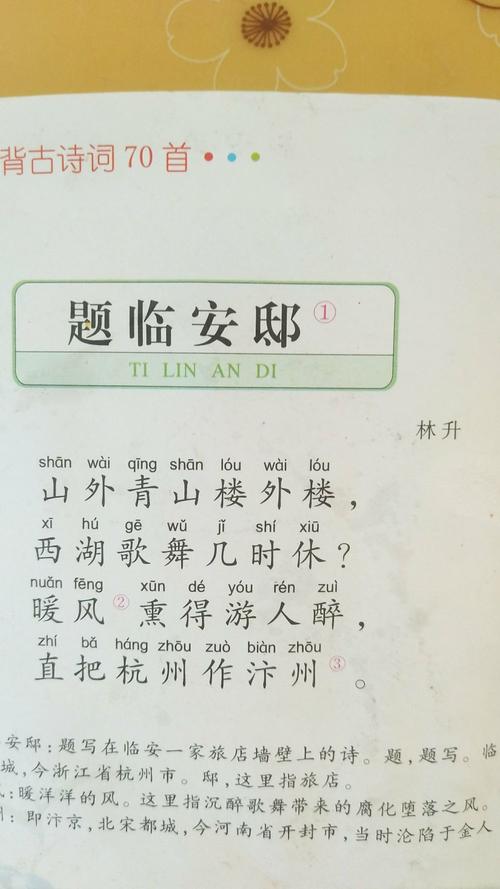 背古诗词70首
题临安邸①
TI LIN AN DI
林升
shān wài qīng shān lóu wài lóu
山外青山楼外楼，
xī hú gē wǔ jǐ shí xiū
西湖歌舞几时休？
nuǎn fēng xūn dé yóu rén zuì
暖风②熏得游人醉，
zhí bǎ háng zhōu zuò biàn zhōu
直把杭州作汴州③。
安邸：题写在临安一家旅店墙壁上的诗。题，题写。临
城，今浙江省杭州市。邸，这里指旅店。
：暖洋洋的风。这里指沉醉歌舞带来的腐化堕落之风。
：即汴京，北宋都城，今河南省开封市，当时沦陷于金人